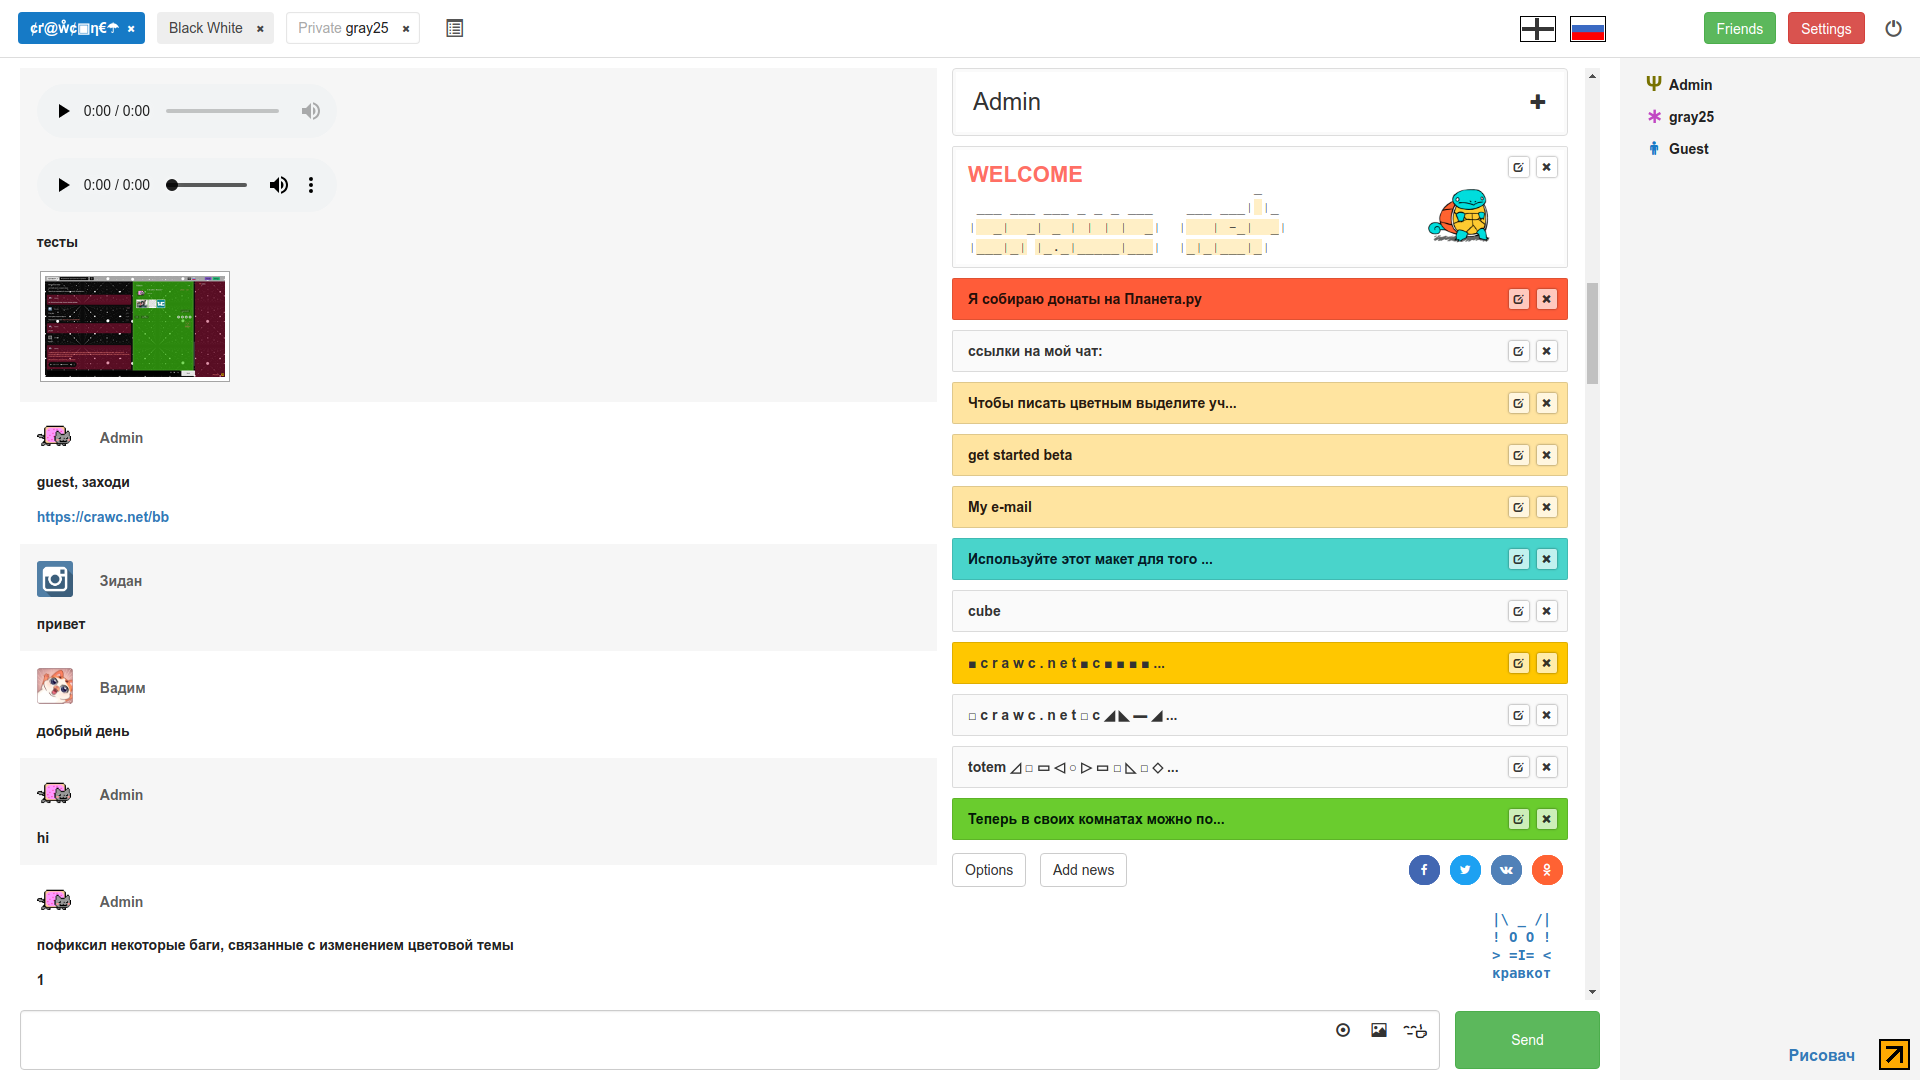 ¢ґ@ŵ¢▣η€☂ ×
Black White ×
Private gray25 ×
Friends
Settings
0:00 / 0:00
0:00 / 0:00
тесты
Admin
guest, заходи
https://crawc.net/bb
Зидан
привет
Вадим
добрый день
Admin
hi
Admin
пофиксил некоторые баги, связанные с изменением цветовой темы
1
Admin
WELCOME
Я собираю донаты на Планета.ру
ссылки на мой чат:
Чтобы писать цветным выделите уч...
get started beta
My e-mail
Используйте этот макет для того ...
cube
■ c r a w c . n e t ■ c ■ ■ ■ ■ ...
□ c r a w c . n e t □ c ◢ ◣ ▬ ◢ ...
totem ◿ □ ▭ ◁ ○ ▷ ▭ □ ◺ □ ◇ ...
Теперь в своих комнатах можно по...
Options
Add news
|\ _ /|
! O O !
> =I= <
кравкот
Send
Admin
gray25
Guest
Рисовач